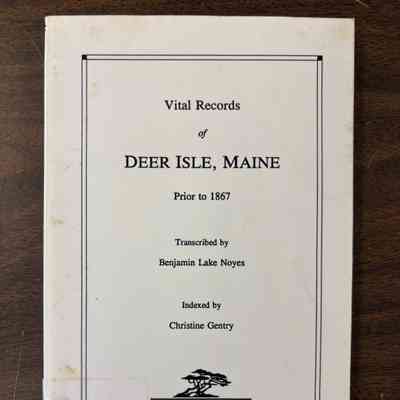 Vital Records
of
DEER ISLE, MAINE
Prior to 1867
Transcribed by
Benjamin Lake Noyes
Indexed by
Christine Gentry